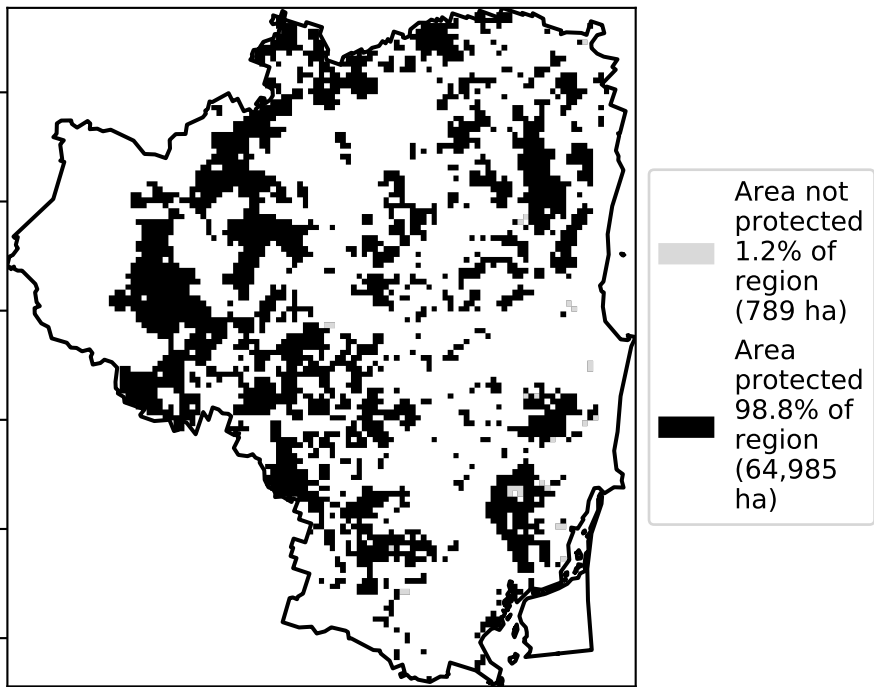 Area not
protected
1.2% of
region
(789 ha)
Area
protected
98.8% of
region
(64,985
ha)